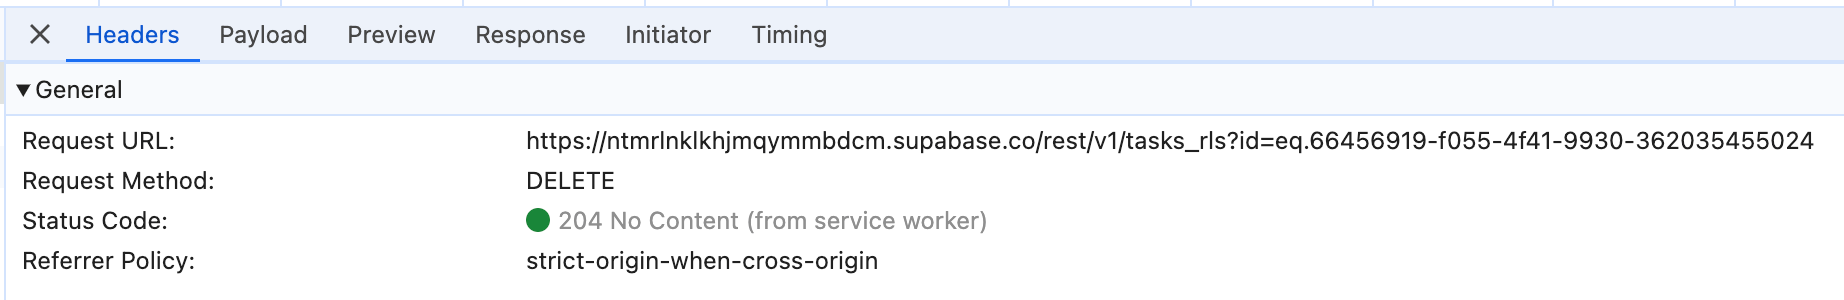 Headers Payload Preview Response Initiator Timing
General
Request URL: https://ntmrlnklkhjmqymmbdcm.supabase.co/rest/v1/tasks_rls?id=eq.66456919-f055-4f41-9930-362035455024
Request Method: DELETE
Status Code: 204 No Content (from service worker)
Referrer Policy: strict-origin-when-cross-origin